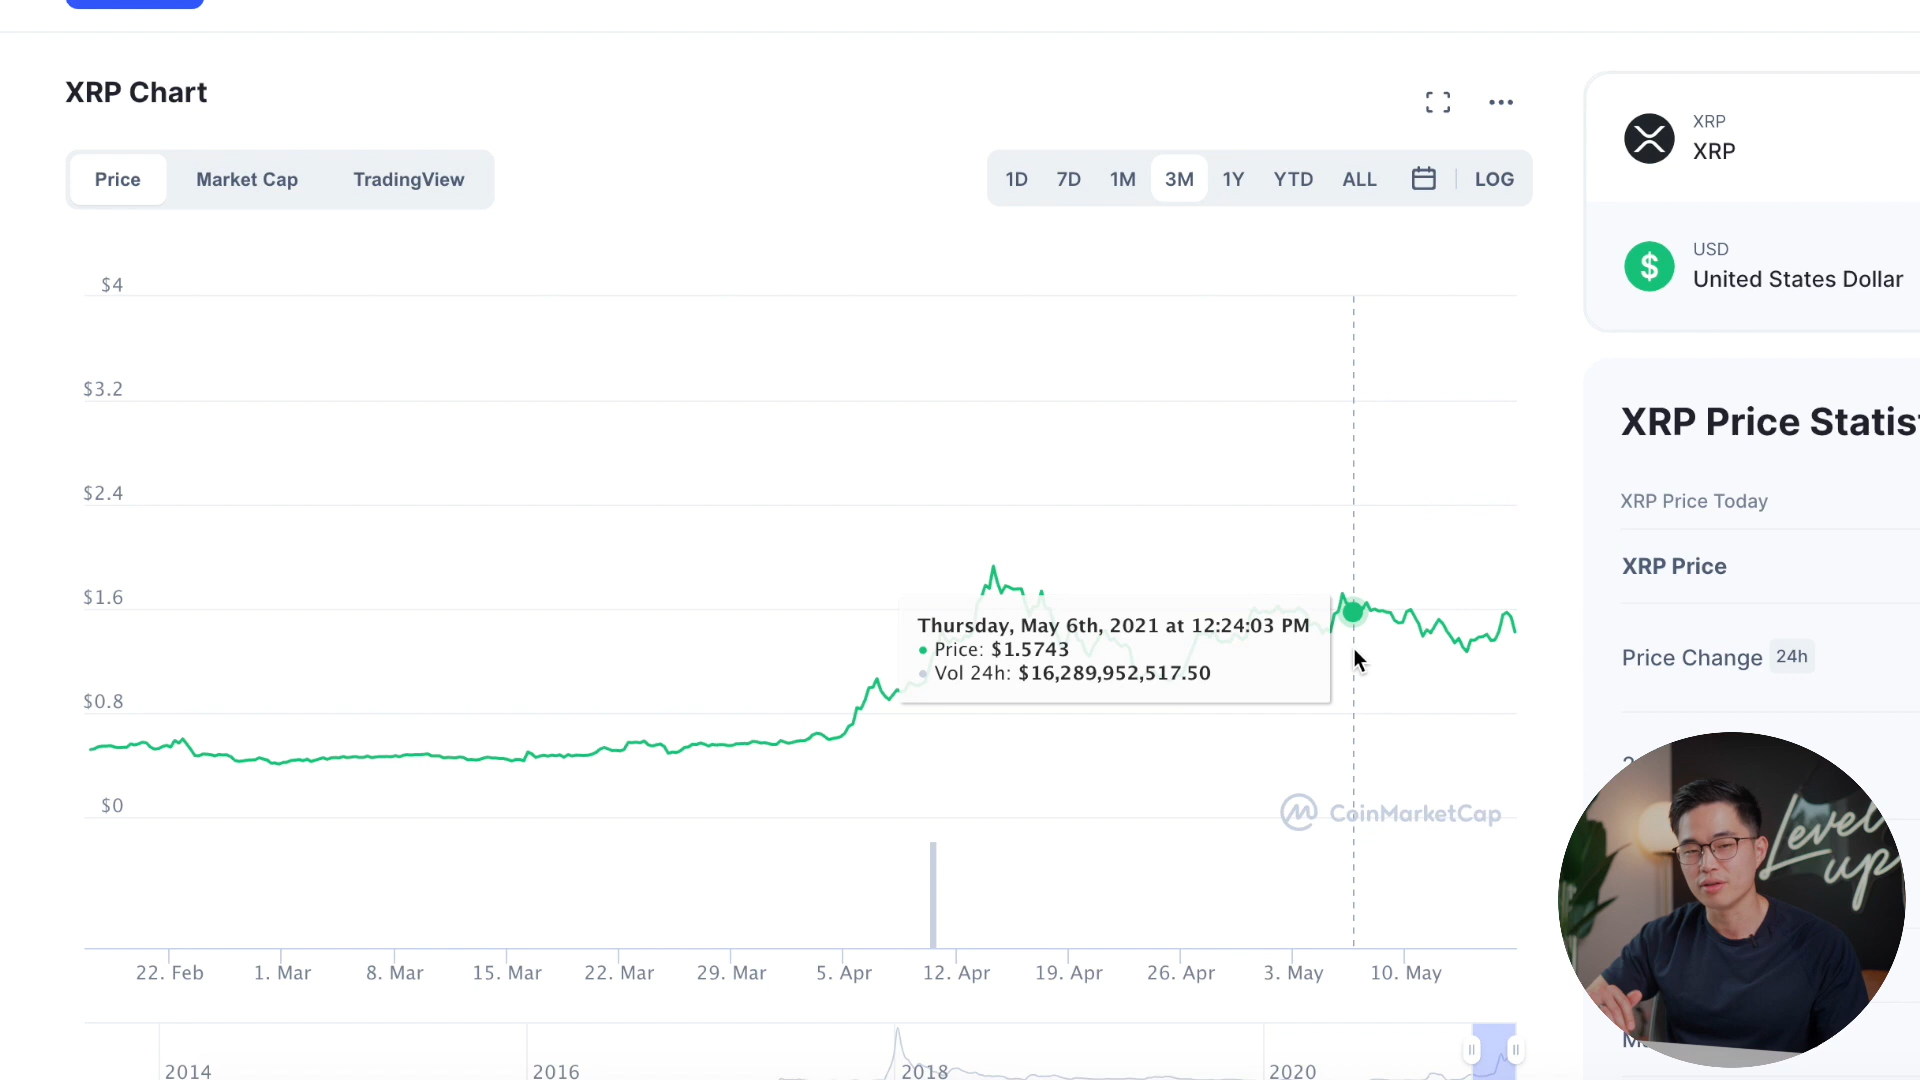 XRP Chart
Price Market Cap TradingView
1D 7D 1M 3M 1Y YTD ALL LOG
XRP
XRP
USD
$ United States Dollar
$4
$3.2
$2.4
$1.6
$0.8
$0
Thursday, May 6th, 2021 at 12:24:03 PM
Price: $1.5743
Vol 24h: $16,289,952,517.50
CoinMarketCap
22. Feb 1. Mar 8. Mar 15. Mar 22. Mar 29. Mar 5. Apr 12. Apr 19. Apr 26. Apr 3. May 10. May
2014 2016 2018 2020
XRP Price Statis
XRP Price Today
XRP Price
Price Change 24h
Level
up